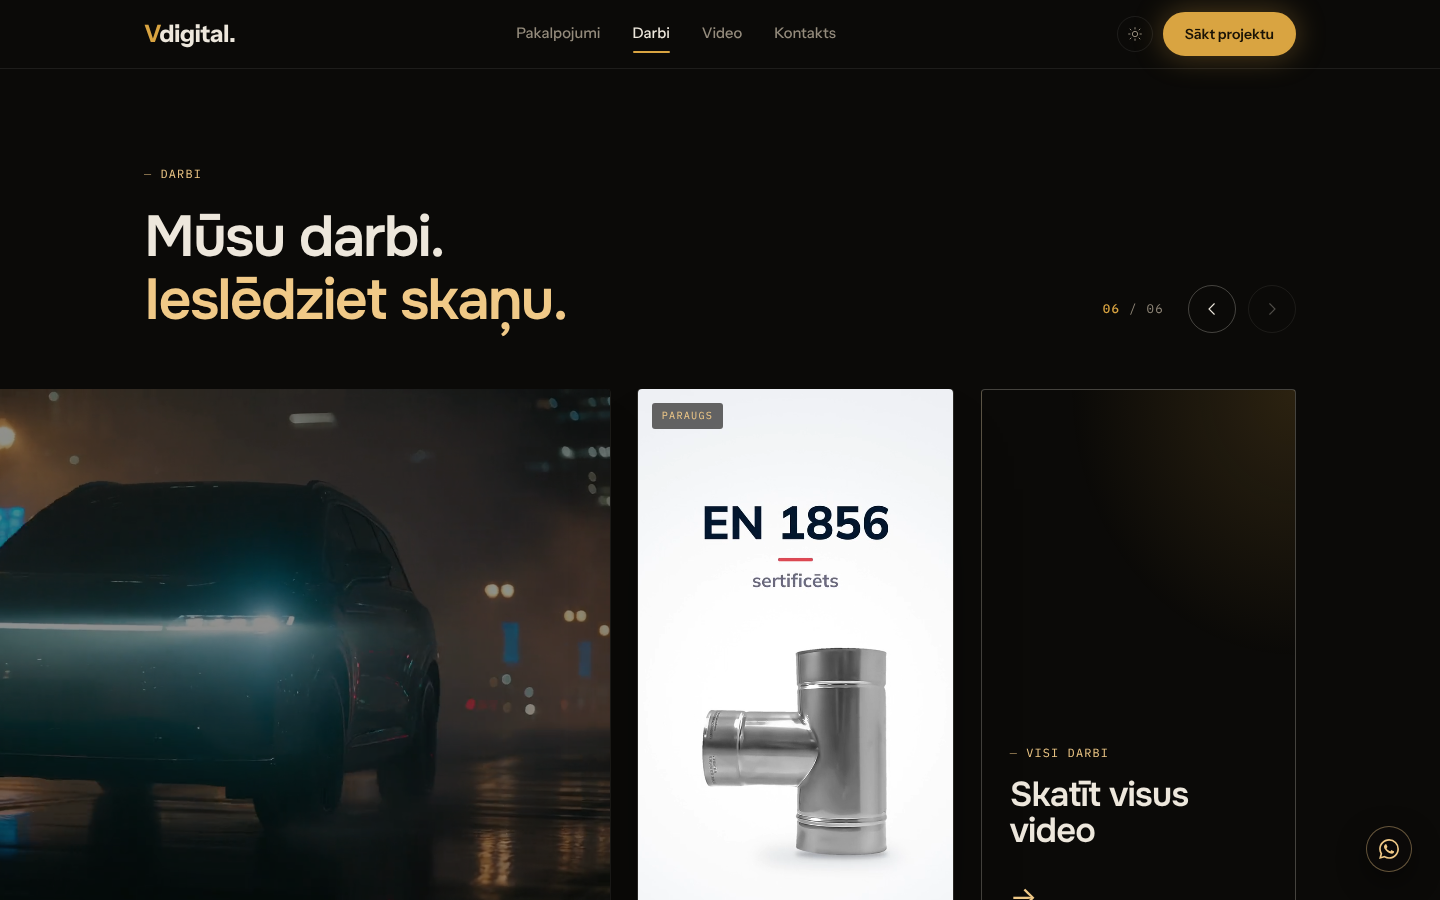 Vdigital.
Pakalpojumi
Darbi
Video
Kontakts
Sākt projektu
— DARBI
Mūsu darbi.
Ieslēdziet skaņu.
06 / 06
PARAUGS
EN 1856
sertificēts
— VISI DARBI
Skatīt visus
video